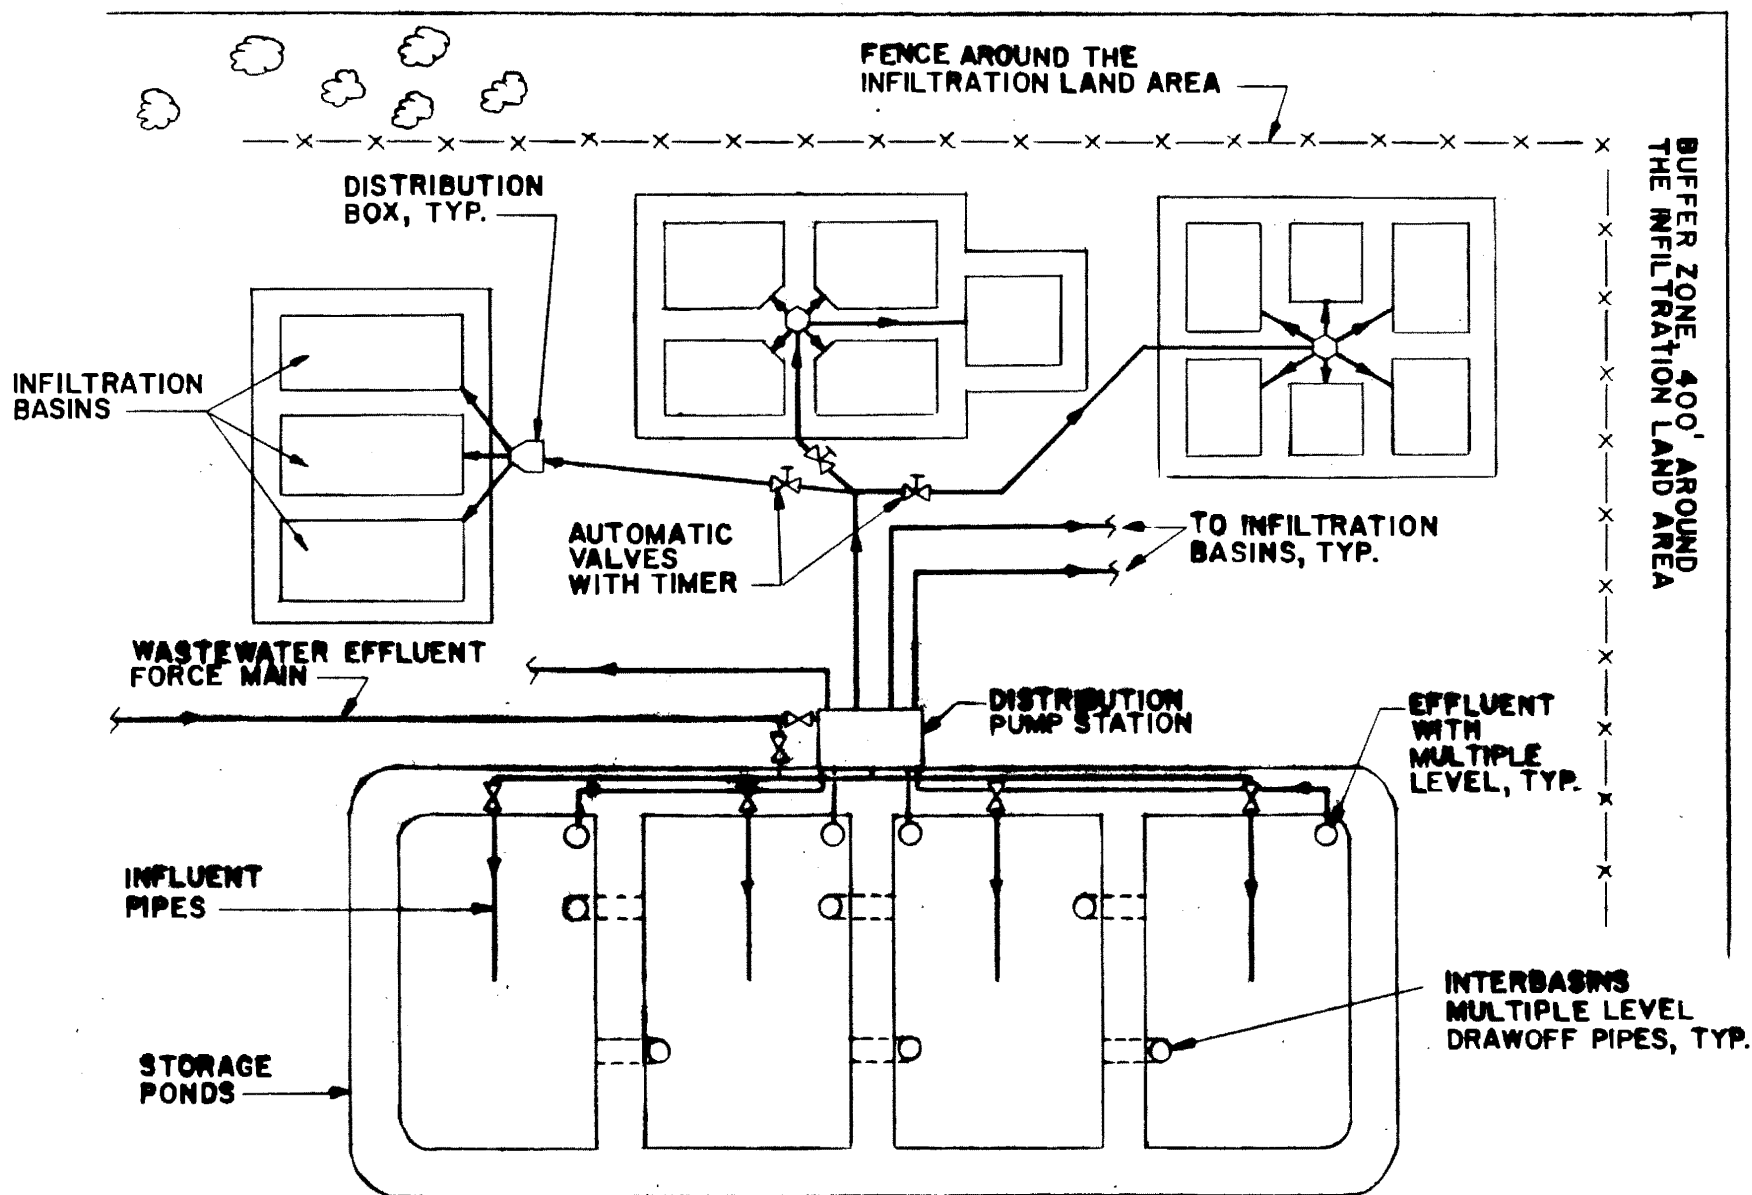 FENCE AROUND THE
INFILTRATION LAND AREA
BUFFER ZONE, 400' AROUND
THE INFILTRATION LAND AREA
DISTRIBUTION
BOX, TYP.
INFILTRATION
BASINS
AUTOMATIC
VALVES
WITH TIMER
TO INFILTRATION
BASINS, TYP.
WASTEWATER EFFLUENT
FORCE MAIN
DISTRIBUTION
PUMP STATION
EFFLUENT
WITH
MULTIPLE
LEVEL, TYP.
INFLUENT
PIPES
INTERBASINS
MULTIPLE LEVEL
DRAWOFF PIPES, TYP.
STORAGE
PONDS